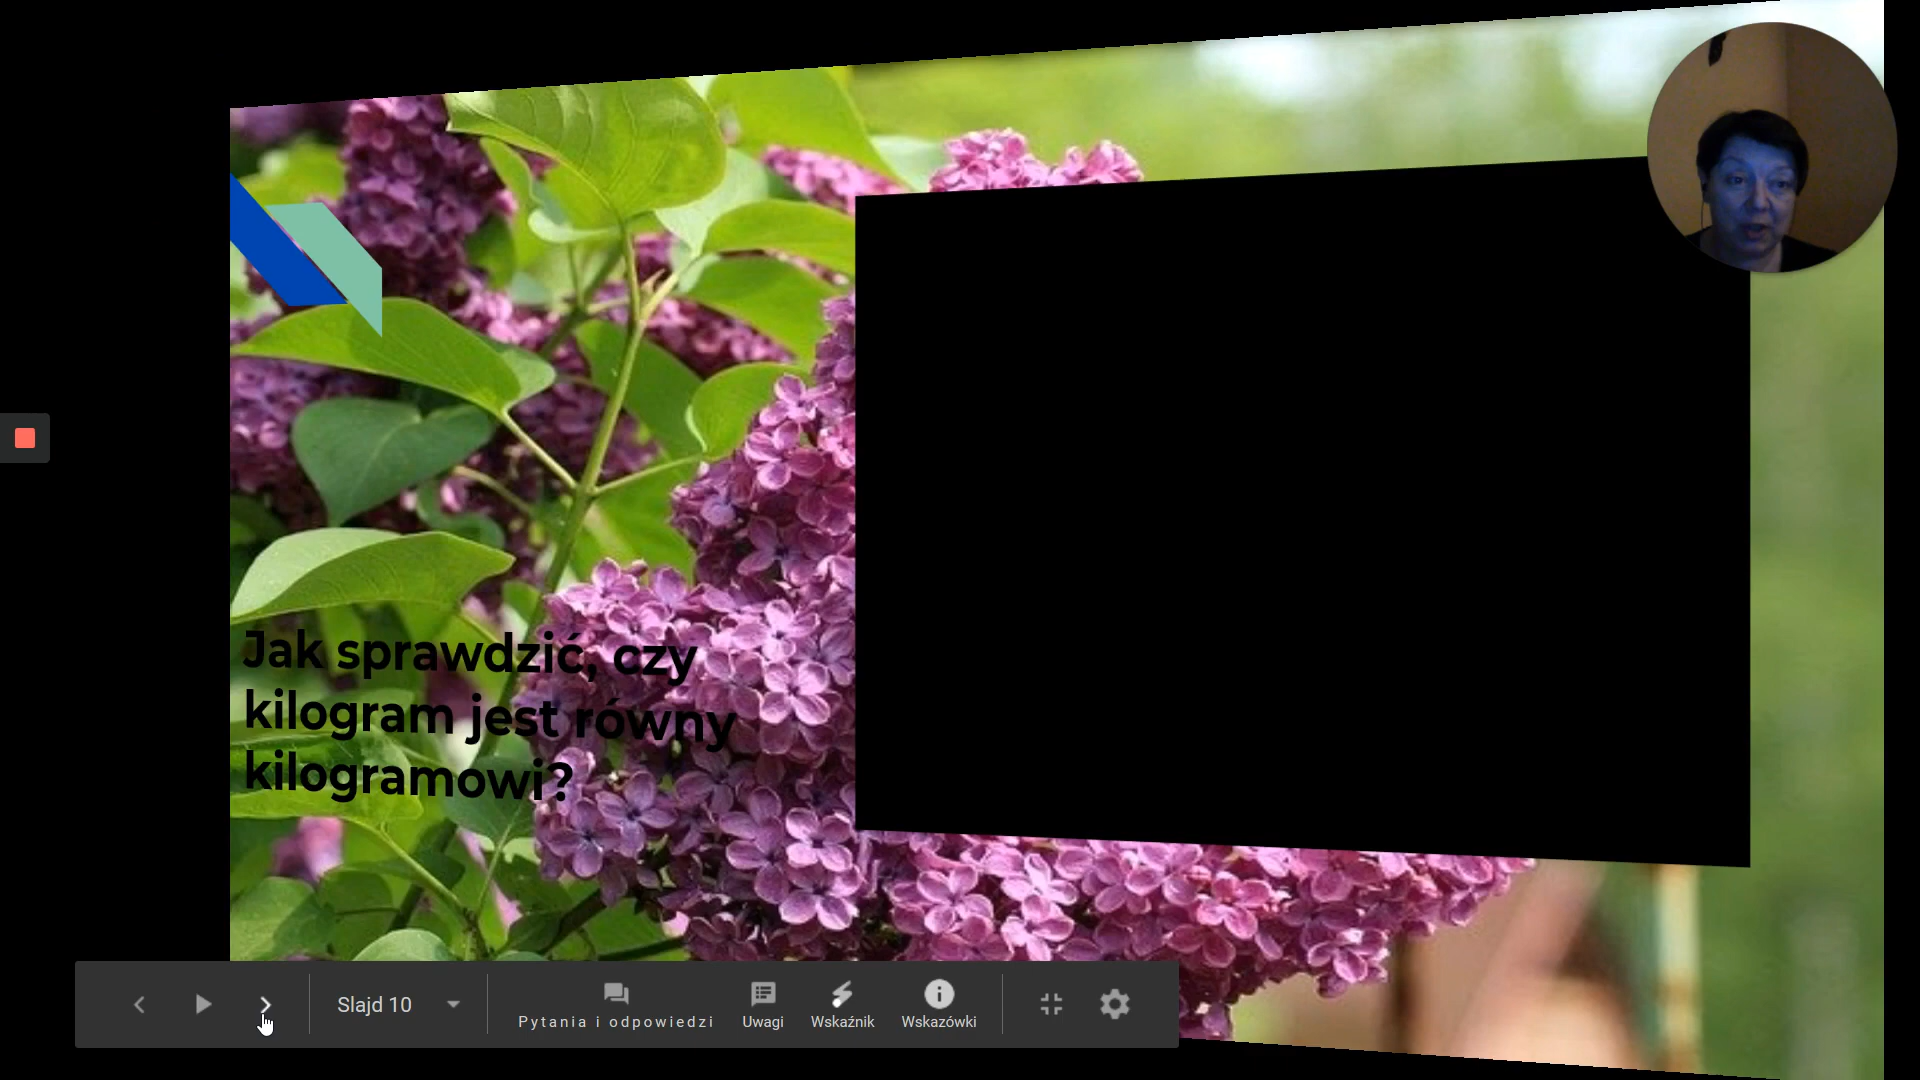 Jak sprawdzić, czy
kilogram jest równy
kilogramowi?
Slajd 10
Pytania i odpowiedzi
Uwagi
Wskaźnik
Wskazówki